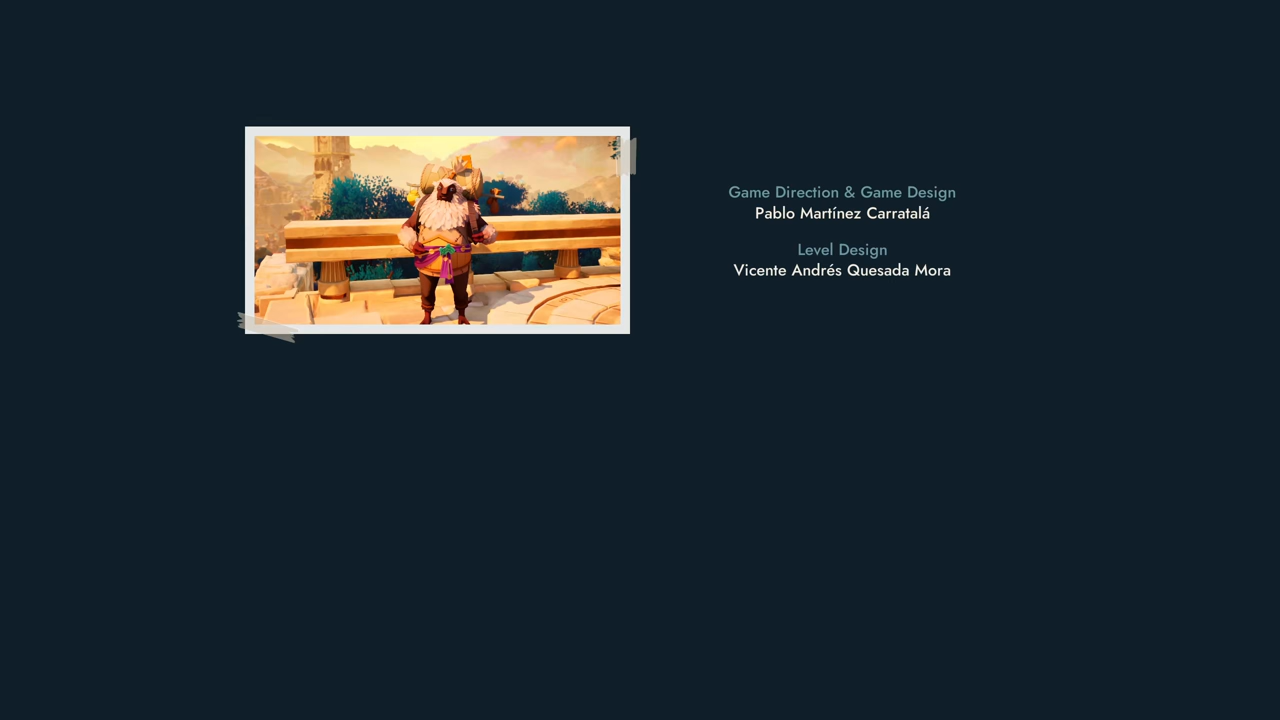 Game Direction & Game Design
Pablo Martínez Carratalá
Level Design
Vicente Andrés Quesada Mora